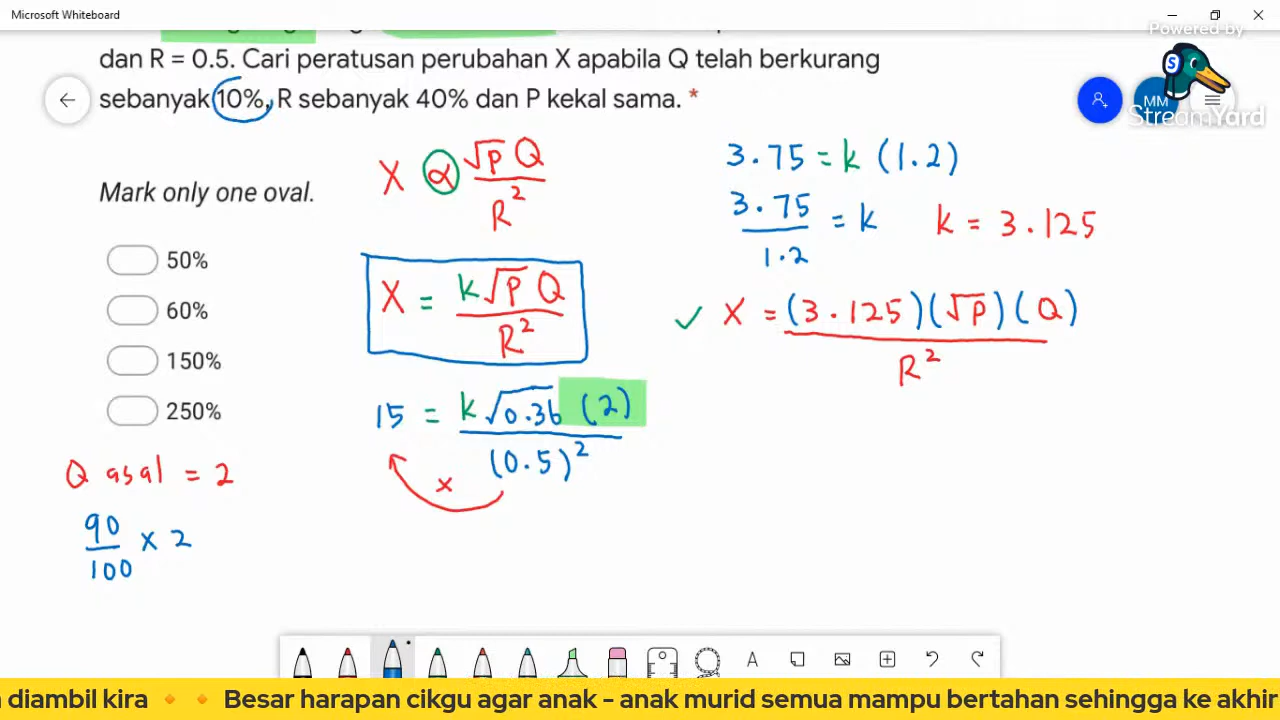 Microsoft Whiteboard
Powered by
StreamYard
dan R = 0.5. Cari peratusan perubahan X apabila Q telah berkurang
sebanyak 10%, R sebanyak 40% dan P kekal sama. *
MM
Mark only one oval.
50%
60%
150%
250%
X ∝ √P Q / R²
X = k √P Q / R²
15 = k √0.36 (2) / (0.5)²
x
Q asal = 2
90/100 x 2
3.75 = k (1.2)
3.75/1.2 = k
k = 3.125
✓ X = (3.125)(√P)(Q) / R²
A
diambil kira 🔸 🔸 Besar harapan cikgu agar anak - anak murid semua mampu bertahan sehingga ke akhir